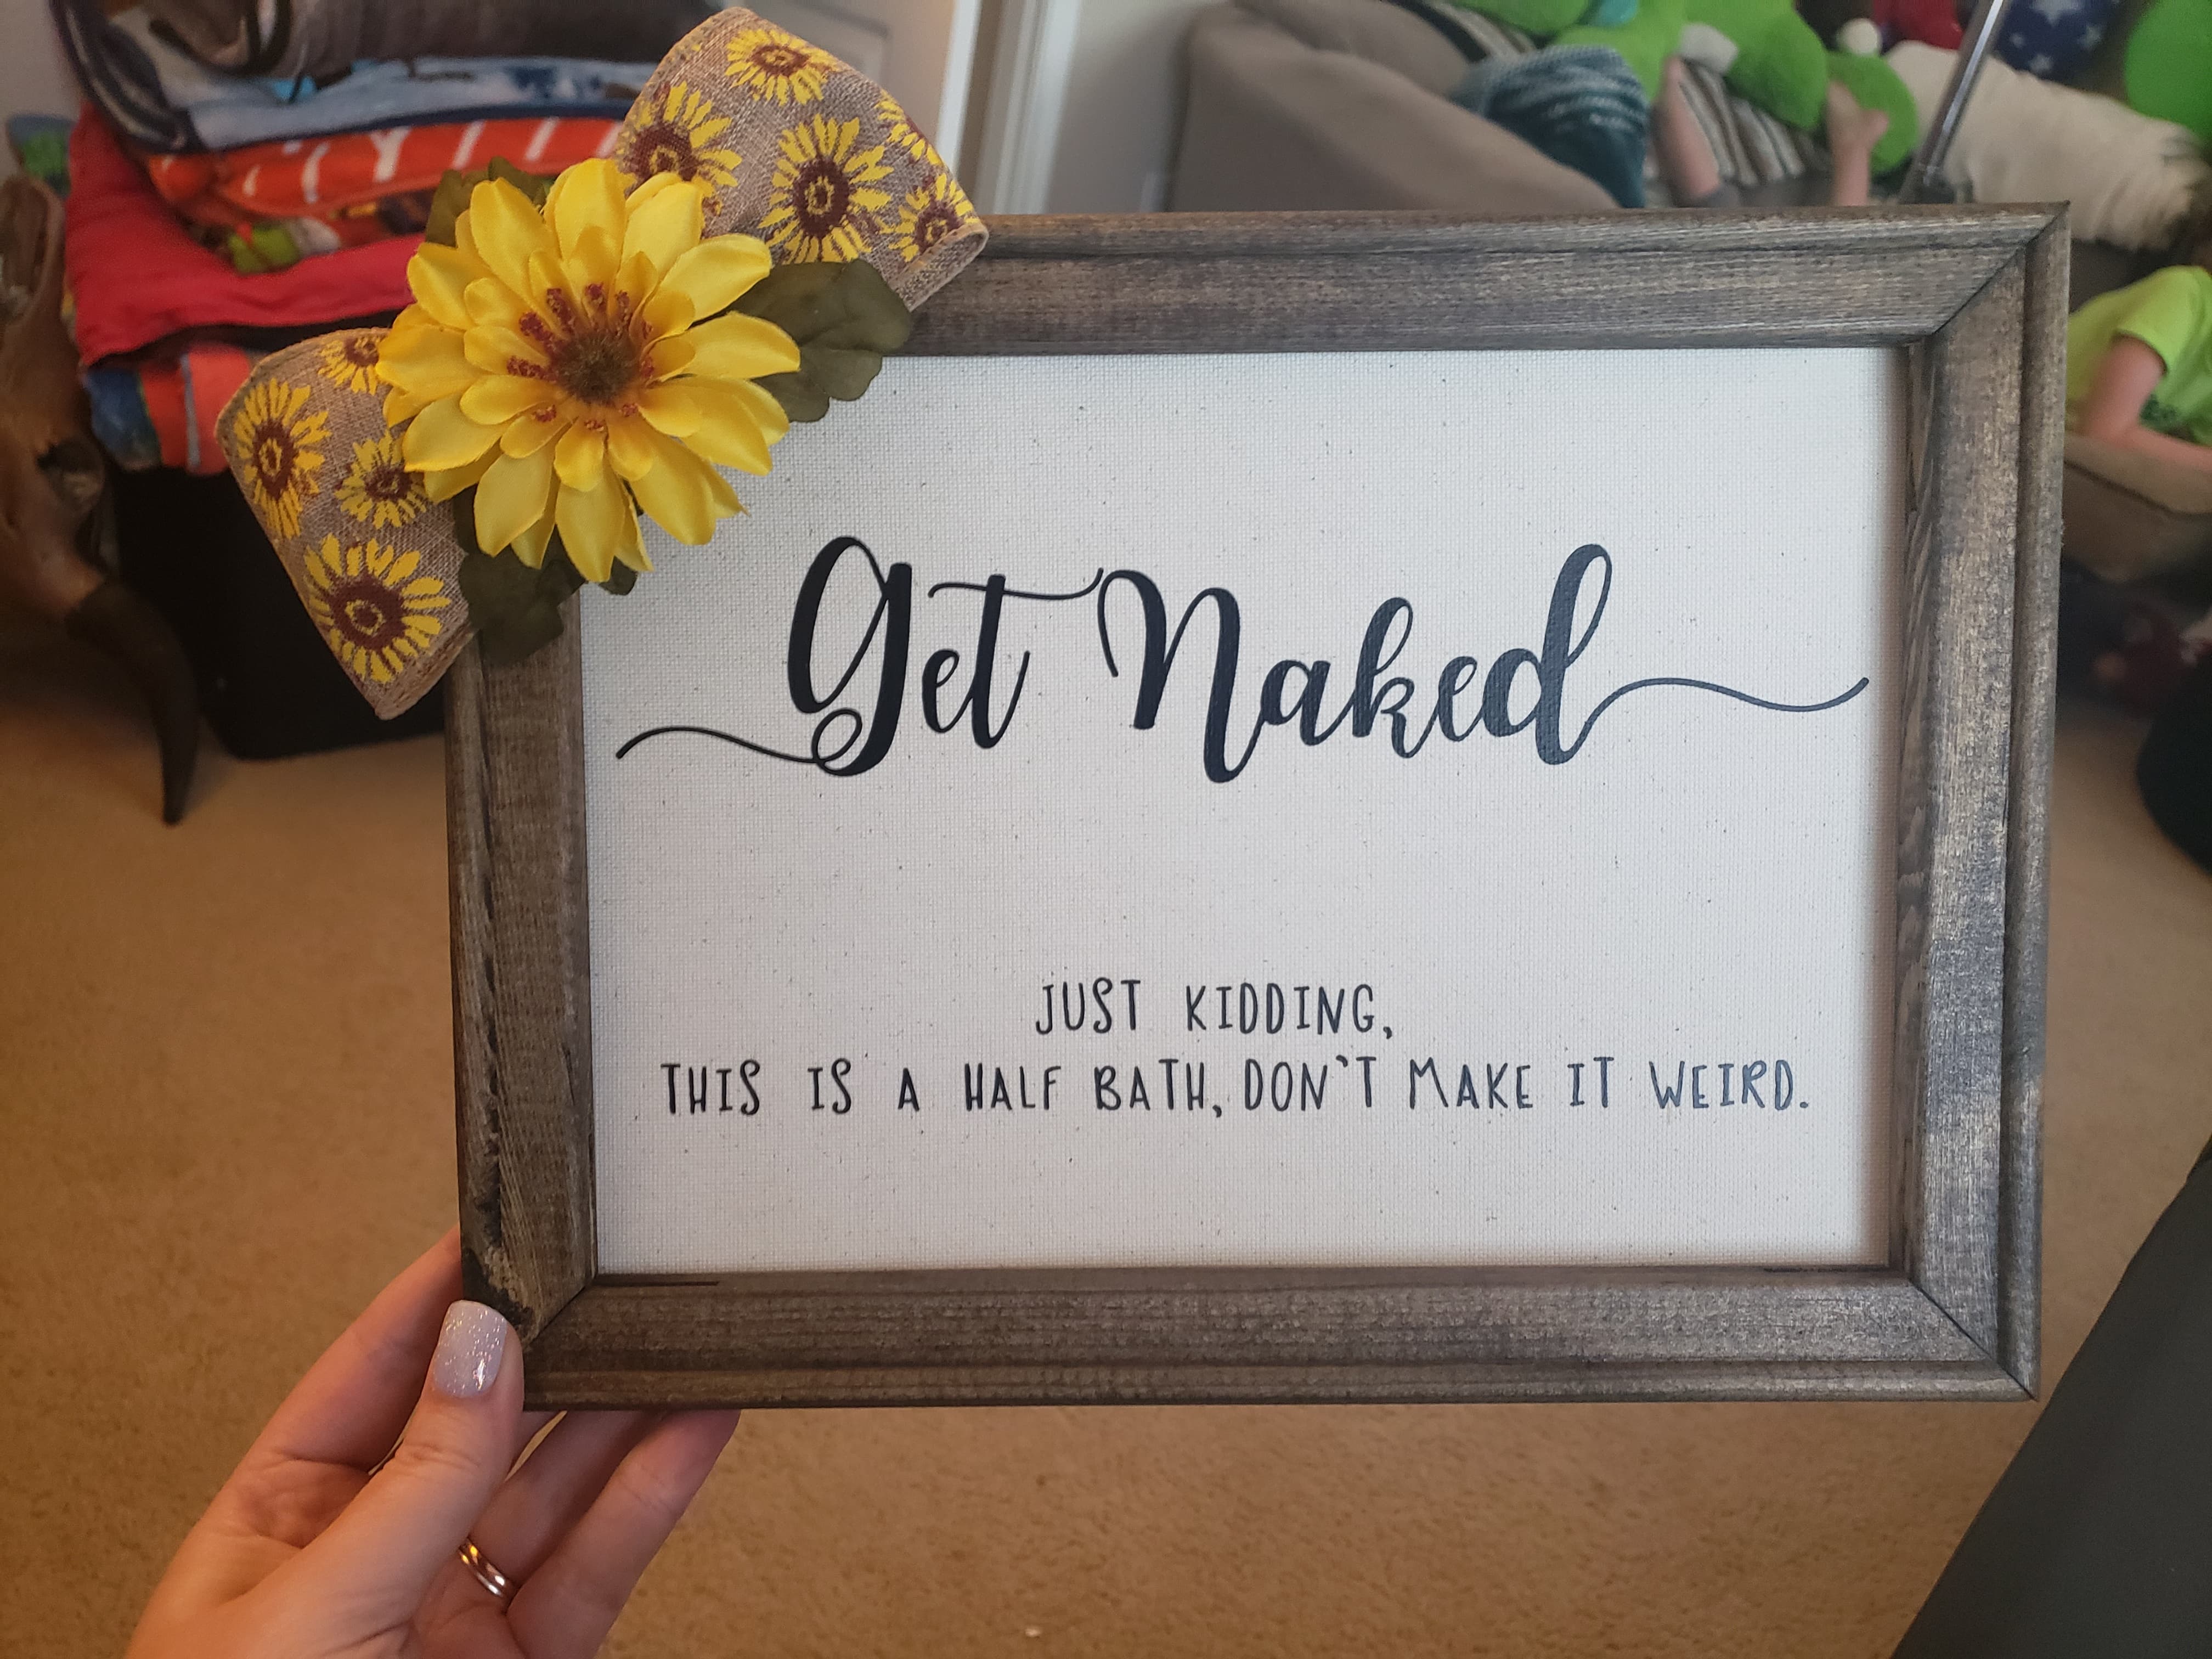 Get Naked
JUST KIDDING,
THIS IS A HALF BATH, DON'T MAKE IT WEIRD.